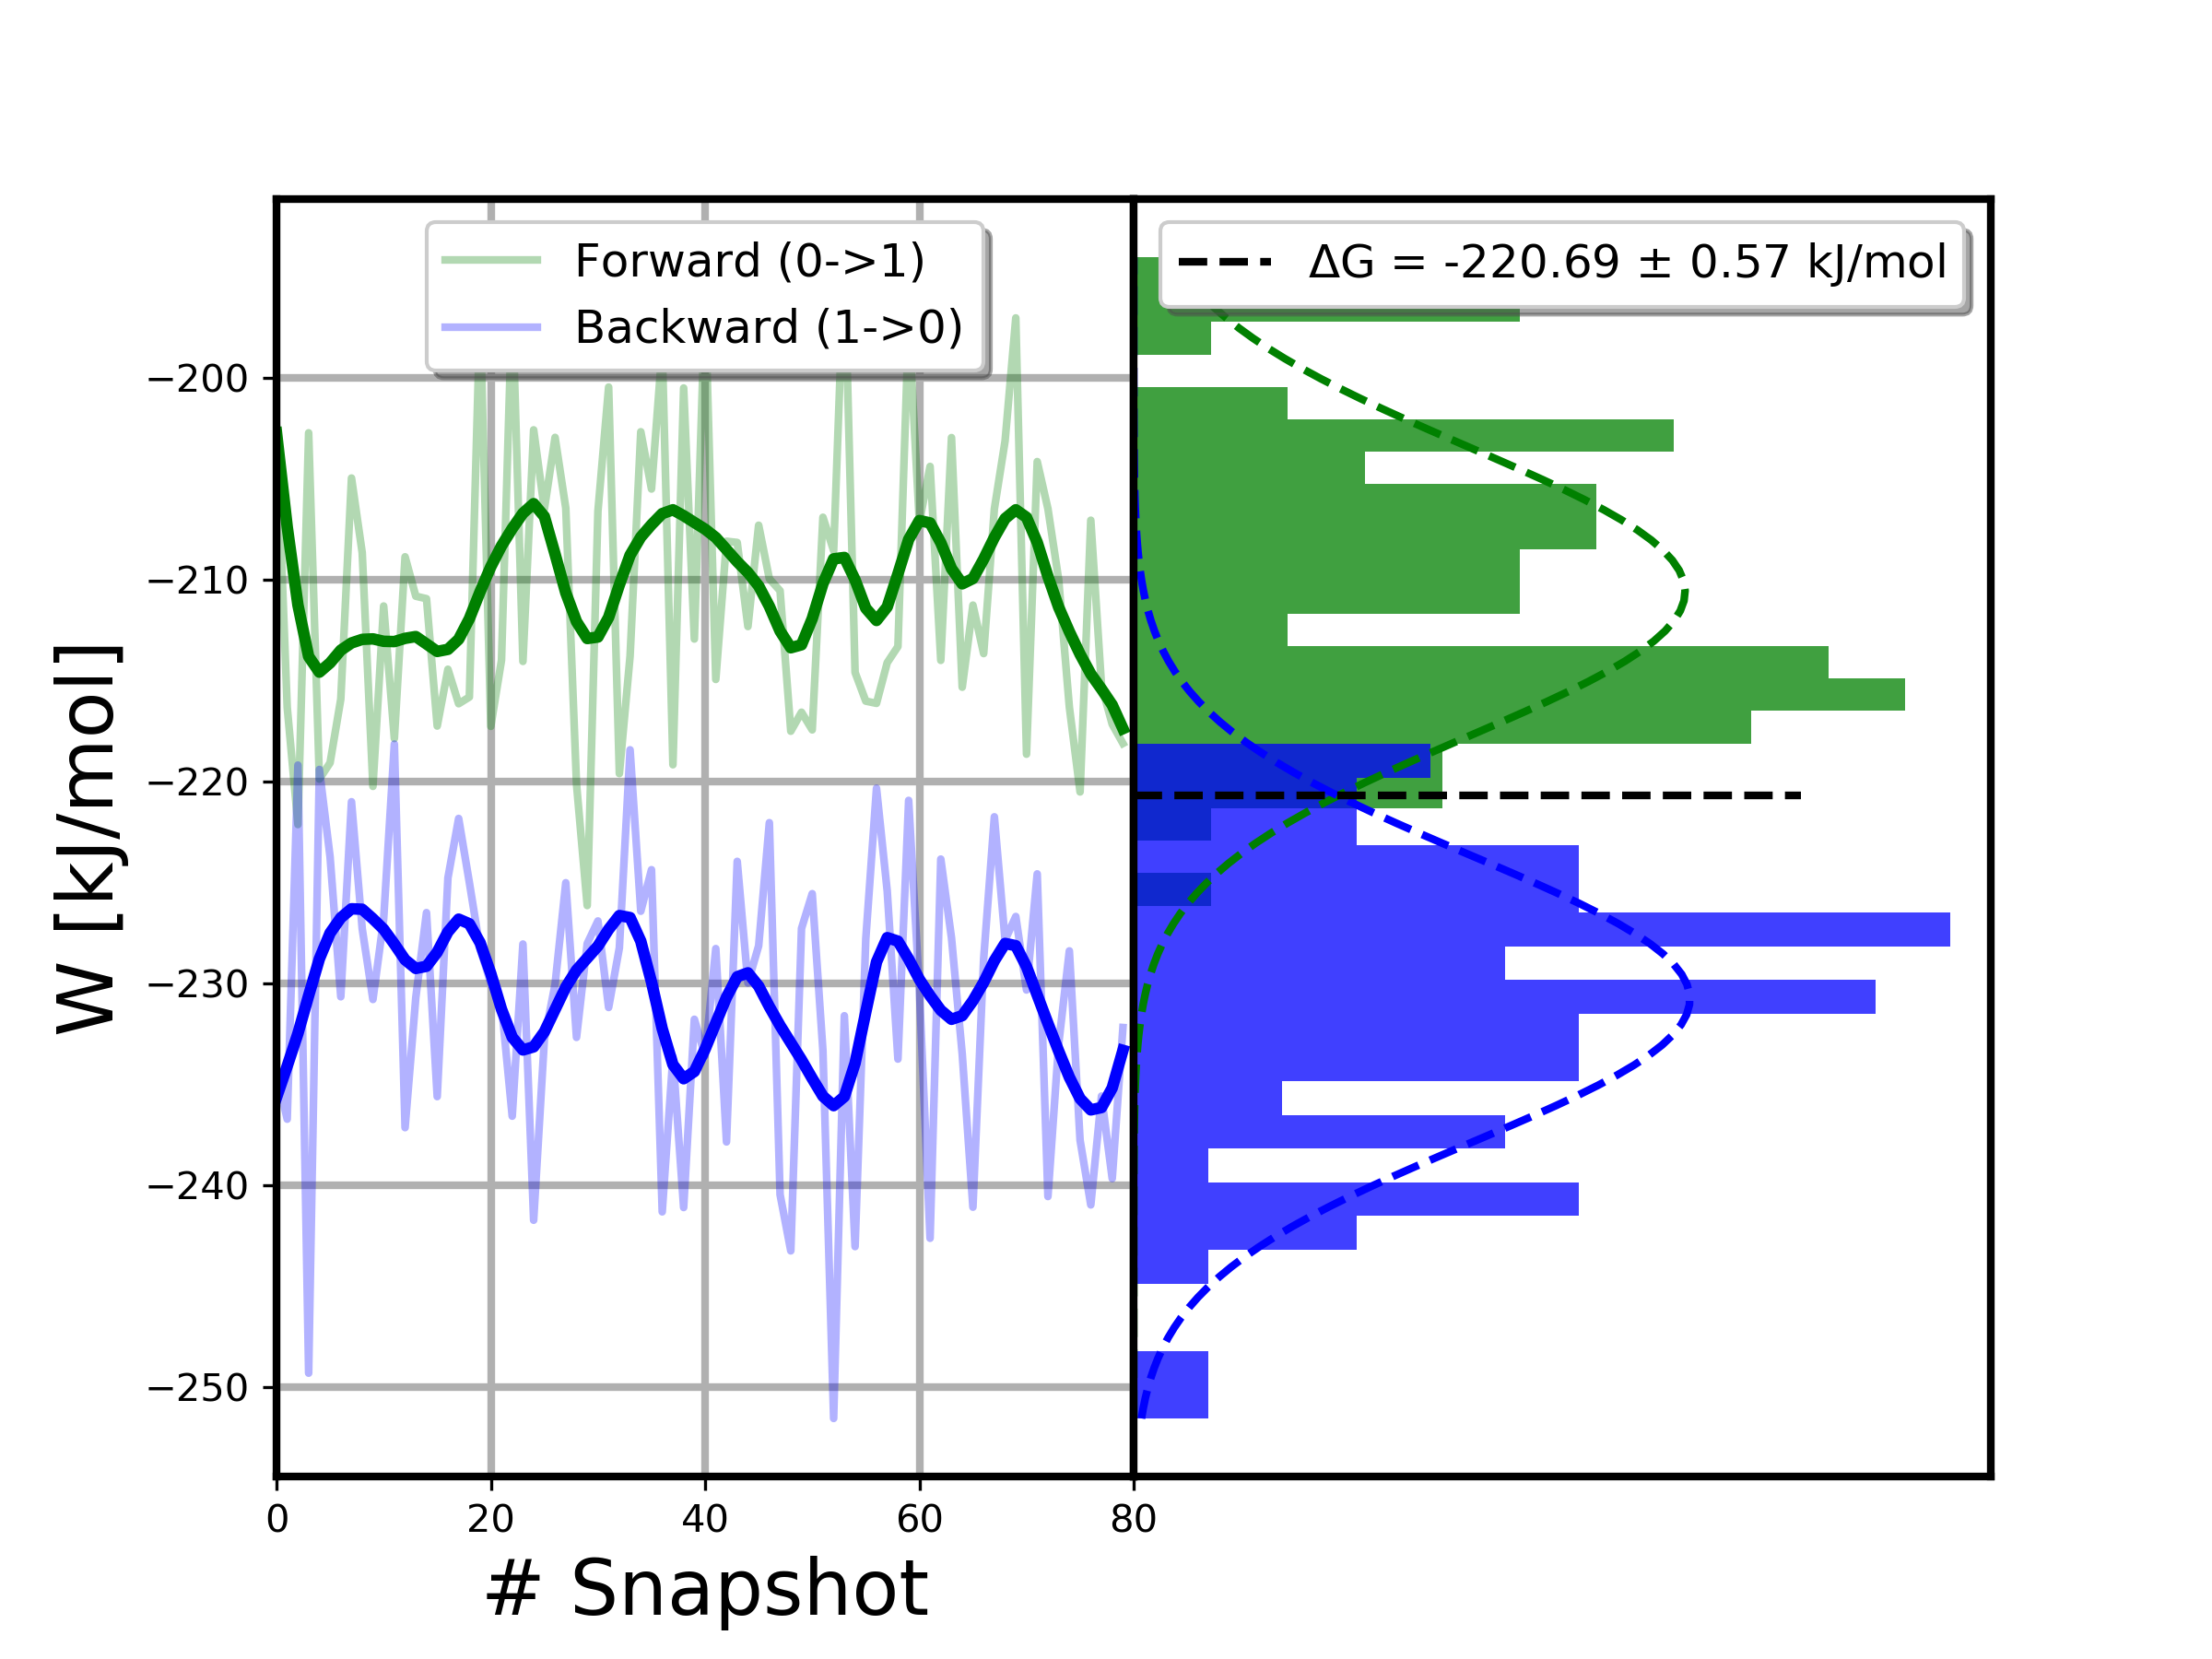 Forward (0->1)
Backward (1->0)
ΔG = -220.69 ± 0.57 kJ/mol
W [kJ/mol]
−200
−210
−220
−230
−240
−250
0 20 40 60 80
# Snapshot